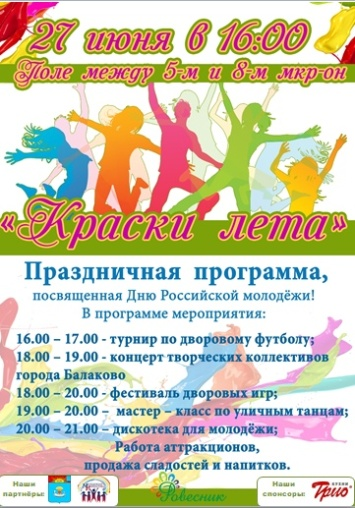 27 июня в 16:00
Поле между 5-м и 8-м мкр-он
«Краски лета»
Праздничная программа,
посвященная Дню Российской молодёжи!
В программе мероприятия:
16.00 – 17.00 - турнир по дворовому футболу;
18.00 – 19.00 - концерт творческих коллективов
города Балаково
18.00 – 20.00 - фестиваль дворовых игр;
19.00 – 20.00 – мастер – класс по уличным танцам;
20.00 – 21.00 – дискотека для молодёжи;
Работа аттракционов,
продажа сладостей и напитков.
Наши
партнёры:
Ровесник
Наши
спонсоры:
Трио